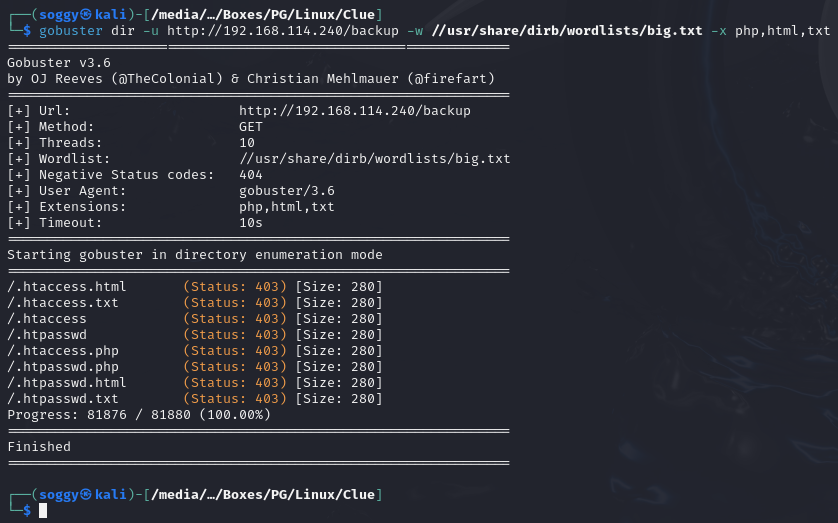 ┌──(soggy㉿kali)-[/media/…/Boxes/PG/Linux/Clue]
└─$ gobuster dir -u http://192.168.114.240/backup -w //usr/share/dirb/wordlists/big.txt -x php,html,txt
===============================================================
Gobuster v3.6
by OJ Reeves (@TheColonial) & Christian Mehlmauer (@firefart)
===============================================================
[+] Url:                     http://192.168.114.240/backup
[+] Method:                  GET
[+] Threads:                 10
[+] Wordlist:                //usr/share/dirb/wordlists/big.txt
[+] Negative Status codes:   404
[+] User Agent:              gobuster/3.6
[+] Extensions:              php,html,txt
[+] Timeout:                 10s
===============================================================
Starting gobuster in directory enumeration mode
===============================================================
/.htaccess.html       (Status: 403) [Size: 280]
/.htaccess.txt        (Status: 403) [Size: 280]
/.htaccess            (Status: 403) [Size: 280]
/.htpasswd            (Status: 403) [Size: 280]
/.htaccess.php        (Status: 403) [Size: 280]
/.htpasswd.php        (Status: 403) [Size: 280]
/.htpasswd.html       (Status: 403) [Size: 280]
/.htpasswd.txt        (Status: 403) [Size: 280]
Progress: 81876 / 81880 (100.00%)
===============================================================
Finished
===============================================================
┌──(soggy㉿kali)-[/media/…/Boxes/PG/Linux/Clue]
└─$